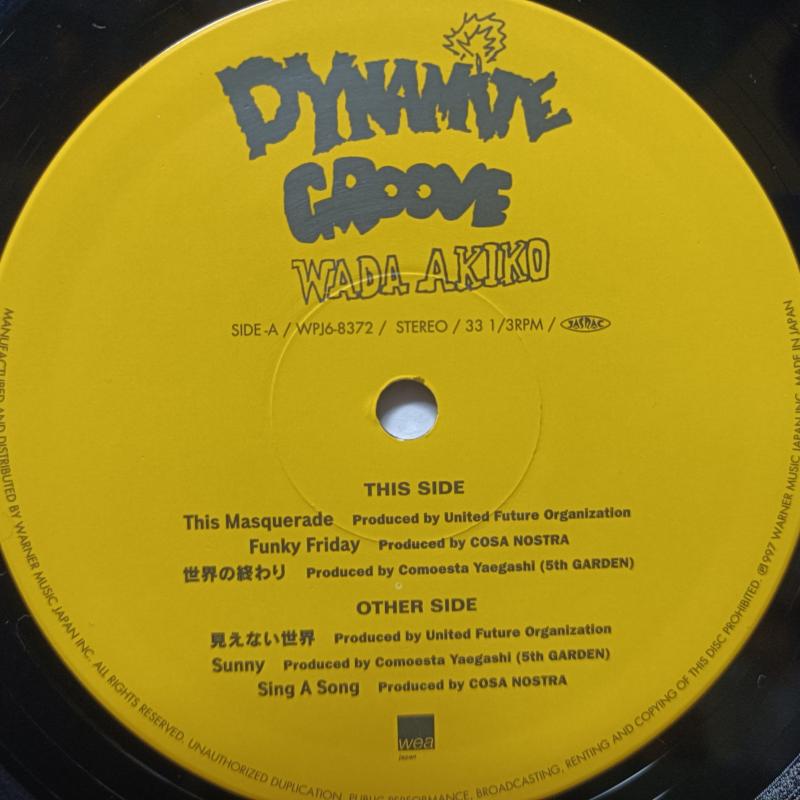 DYNAMITE
GROOVE
WADA AKIKO
SIDE-A / WPJ6-8372 / STEREO / 33 1/3RPM / JASRAC
THIS SIDE
This Masquerade Produced by United Future Organization
Funky Friday Produced by COSA NOSTRA
世界の終わり Produced by Comoesta Yaegashi (5th GARDEN)
OTHER SIDE
見えない世界 Produced by United Future Organization
Sunny Produced by Comoesta Yaegashi (5th GARDEN)
Sing A Song Produced by COSA NOSTRA
wea
japan
MANUFACTURED AND DISTRIBUTED BY WARNER MUSIC JAPAN INC. ALL RIGHTS RESERVED. UNAUTHORIZED DUPLICATION, PUBLIC PERFORMANCE, BROADCASTING, RENTING AND COPYING OF THIS DISC PROHIBITED. ℗1997 WARNER MUSIC JAPAN INC. MADE IN JAPAN